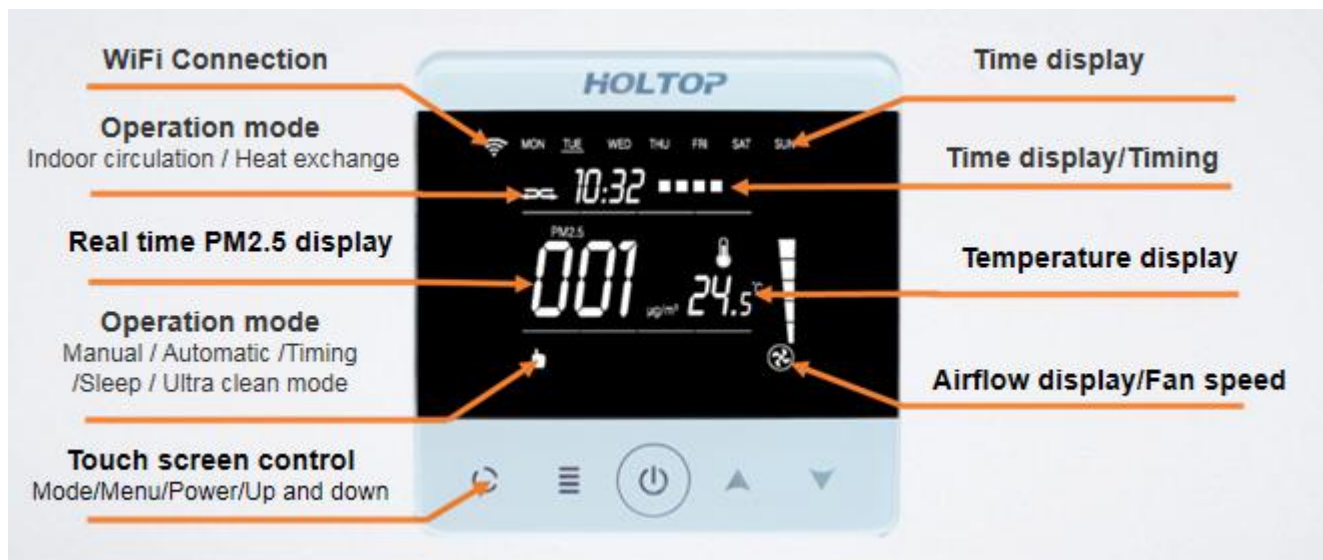 WiFi Connection
Operation mode
Indoor circulation / Heat exchange
Real time PM2.5 display
Operation mode
Manual / Automatic /Timing
/Sleep / Ultra clean mode
Touch screen control
Mode/Menu/Power/Up and down
HOLTOP
MON TUE WED THU FRI SAT SUN
10:32
PM2.5
001 µg/m³ 24.5 °C
Time display
Time display/Timing
Temperature display
Airflow display/Fan speed